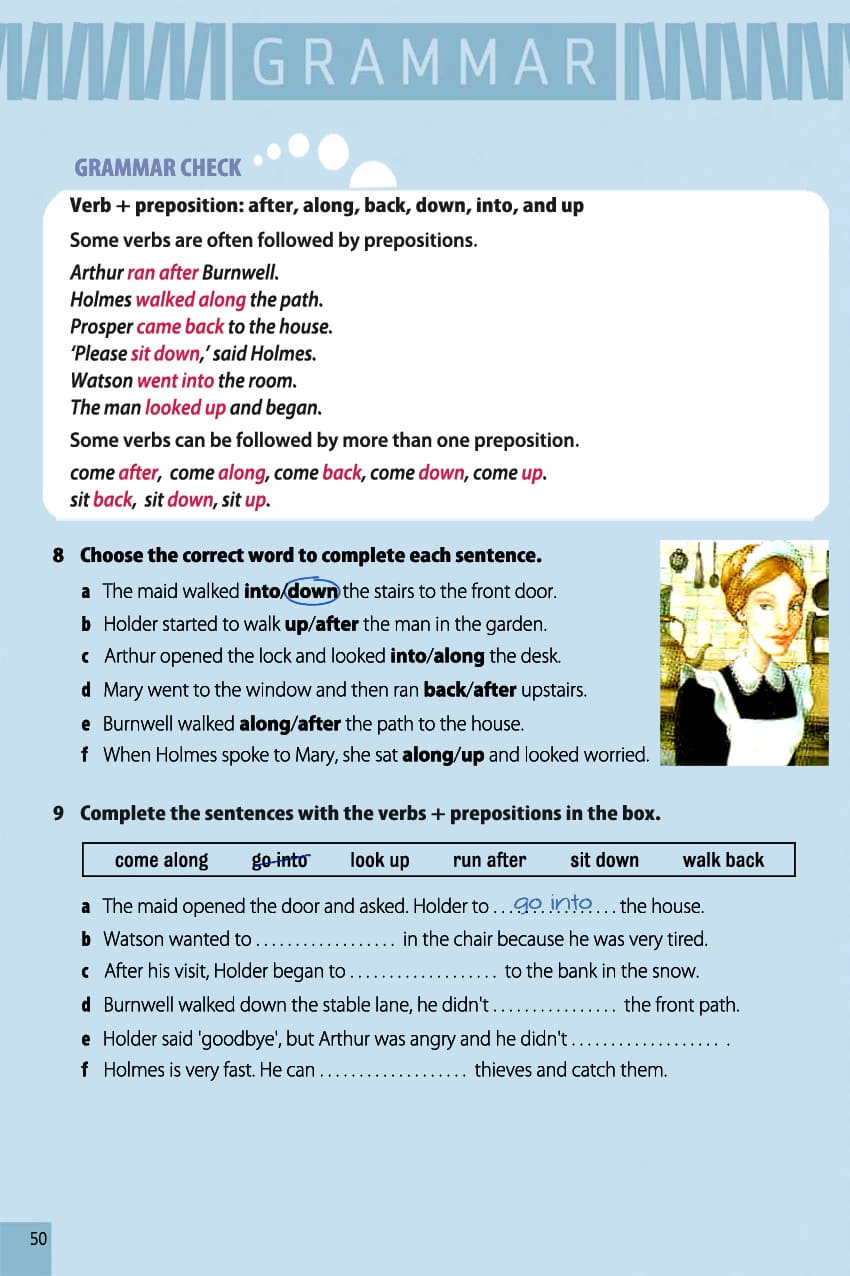 GRAMMAR
GRAMMAR CHECK
Verb + preposition: after, along, back, down, into, and up
Some verbs are often followed by prepositions.
Arthur ran after Burnwell.
Holmes walked along the path.
Prosper came back to the house.
‘Please sit down,’ said Holmes.
Watson went into the room.
The man looked up and began.
Some verbs can be followed by more than one preposition.
come after, come along, come back, come down, come up.
sit back, sit down, sit up.
8 Choose the correct word to complete each sentence.
a The maid walked into/down the stairs to the front door.
b Holder started to walk up/after the man in the garden.
c Arthur opened the lock and looked into/along the desk.
d Mary went to the window and then ran back/after upstairs.
e Burnwell walked along/after the path to the house.
f When Holmes spoke to Mary, she sat along/up and looked worried.
9 Complete the sentences with the verbs + prepositions in the box.
come along go into look up run after sit down walk back
a The maid opened the door and asked. Holder to ... go into ... the house.
b Watson wanted to .................. in the chair because he was very tired.
c After his visit, Holder began to ................... to the bank in the snow.
d Burnwell walked down the stable lane, he didn't ................ the front path.
e Holder said 'goodbye', but Arthur was angry and he didn't ................... .
f Holmes is very fast. He can ................... thieves and catch them.
50